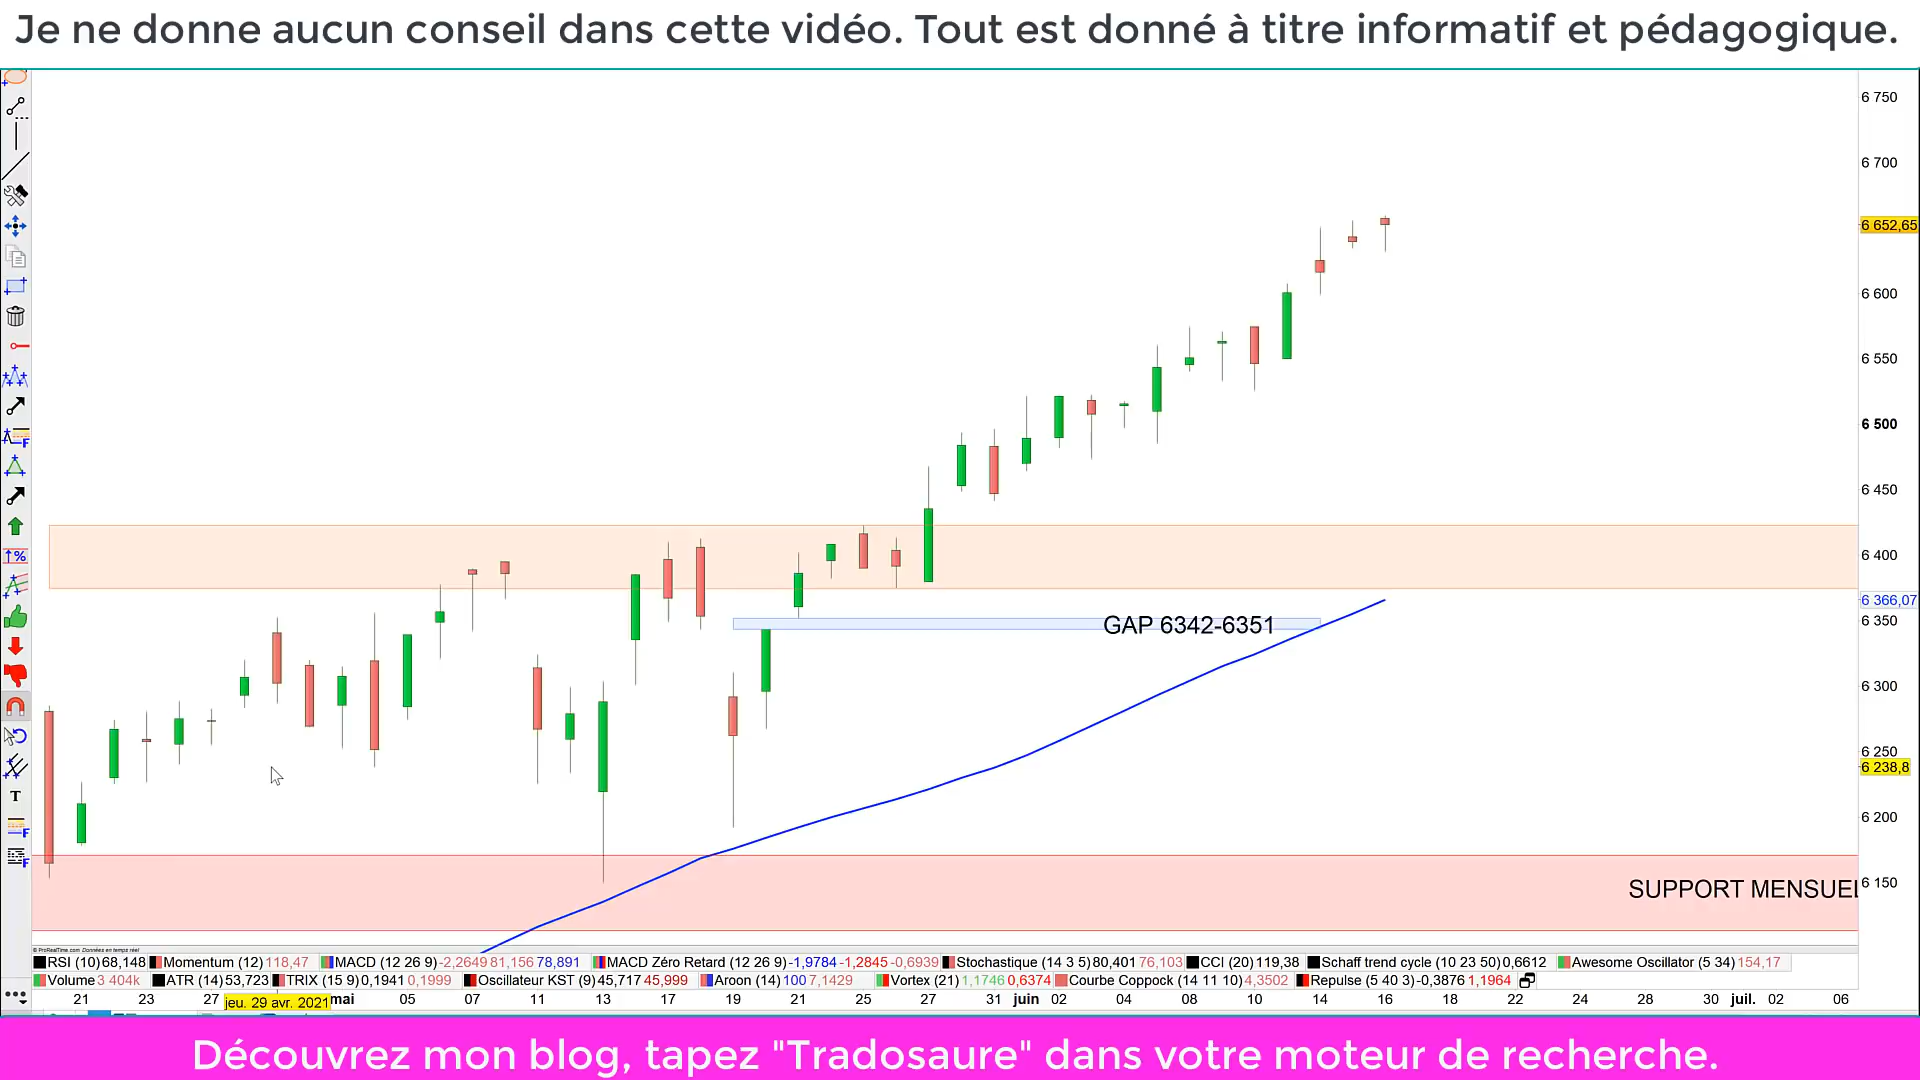 Je ne donne aucun conseil dans cette vidéo. Tout est donné à titre informatif et pédagogique.
6 750
6 700
6 652,65
6 600
6 550
6 500
6 450
6 400
6 366,07
6 350
6 300
6 250
6 238,8
6 200
6 150
GAP 6342-6351
SUPPORT MENSUEL
© ProRealTime.com Données en temps réel
RSI (10) 68,148 Momentum (12) 118,47 MACD (12 26 9) -2,2649 81,156 78,891 MACD Zéro Retard (12 26 9) -1,9784 -1,2845 -0,6939 Stochastique (14 3 5) 80,401 76,103 CCI (20) 119,38 Schaff trend cycle (10 23 50) 0,6612 Awesome Oscillator (5 34) 154,17
Volume 3 404k ATR (14) 53,723 TRIX (15 9) 0,1941 0,1999 Oscillateur KST (9) 45,717 45,999 Aroon (14) 100 7,1429 Vortex (21) 1,1746 0,6374 Courbe Coppock (14 11 10) 4,3502 Repulse (5 40 3) -0,3876 1,1964
21 23 27 jeu. 29 avr. 2021 mai 05 07 11 13 17 19 21 25 27 31 juin 02 04 08 10 14 16 18 22 24 28 30 juil. 02 06
Découvrez mon blog, tapez "Tradosaure" dans votre moteur de recherche.